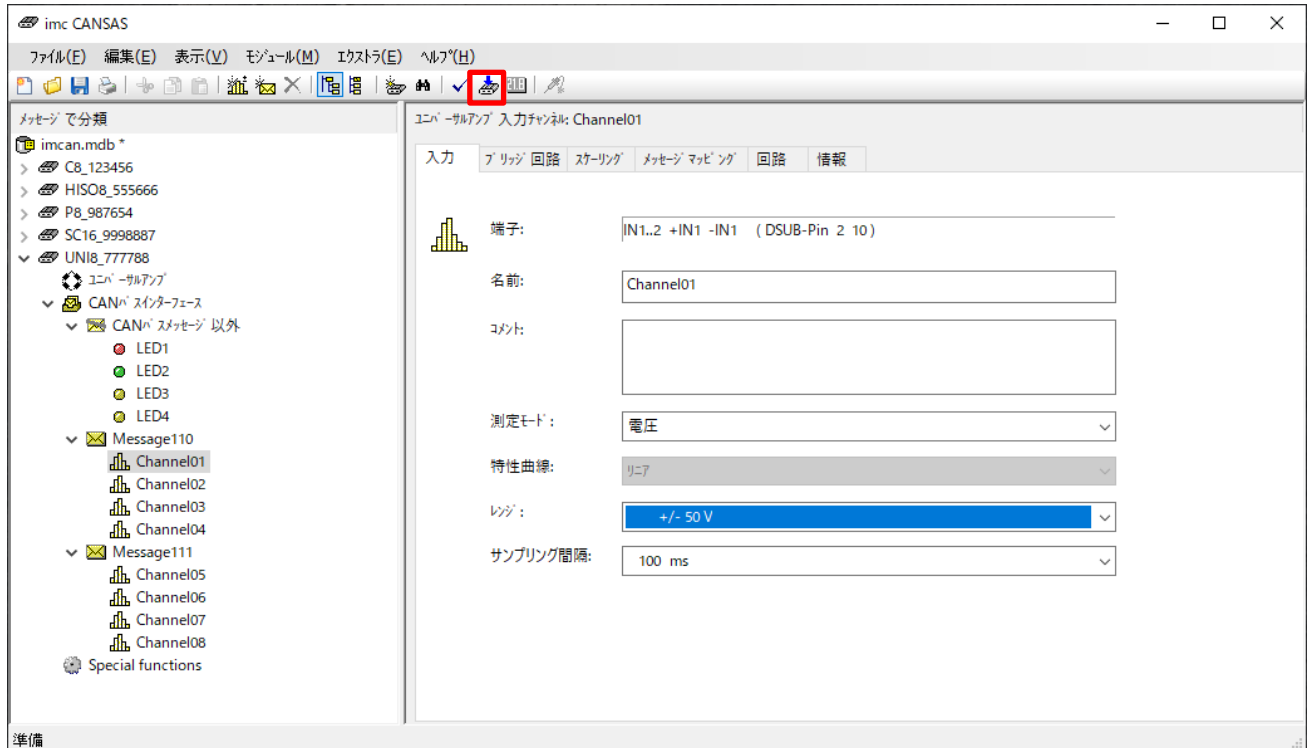 imc CANSAS
ファイル(F) 編集(E) 表示(V) モジュール(M) エクストラ(E) ヘルプ(H)
メッセージで分類
imcan.mdb *
C8_123456
HISO8_555666
P8_987654
SC16_9998887
UNI8_777788
ユニバーサルアンプ
CANバスインターフェース
CANバスメッセージ以外
LED1
LED2
LED3
LED4
Message110
Channel01
Channel02
Channel03
Channel04
Message111
Channel05
Channel06
Channel07
Channel08
Special functions
ユニバーサルアンプ入力チャンネル: Channel01
入力 ブリッジ回路 スケーリング メッセージマッピング 回路 情報
端子: IN1..2 +IN1 -IN1 (DSUB-Pin 2 10)
名前: Channel01
コメント:
測定モード: 電圧
特性曲線: リニア
レンジ: +/- 50 V
サンプリング間隔: 100 ms
準備